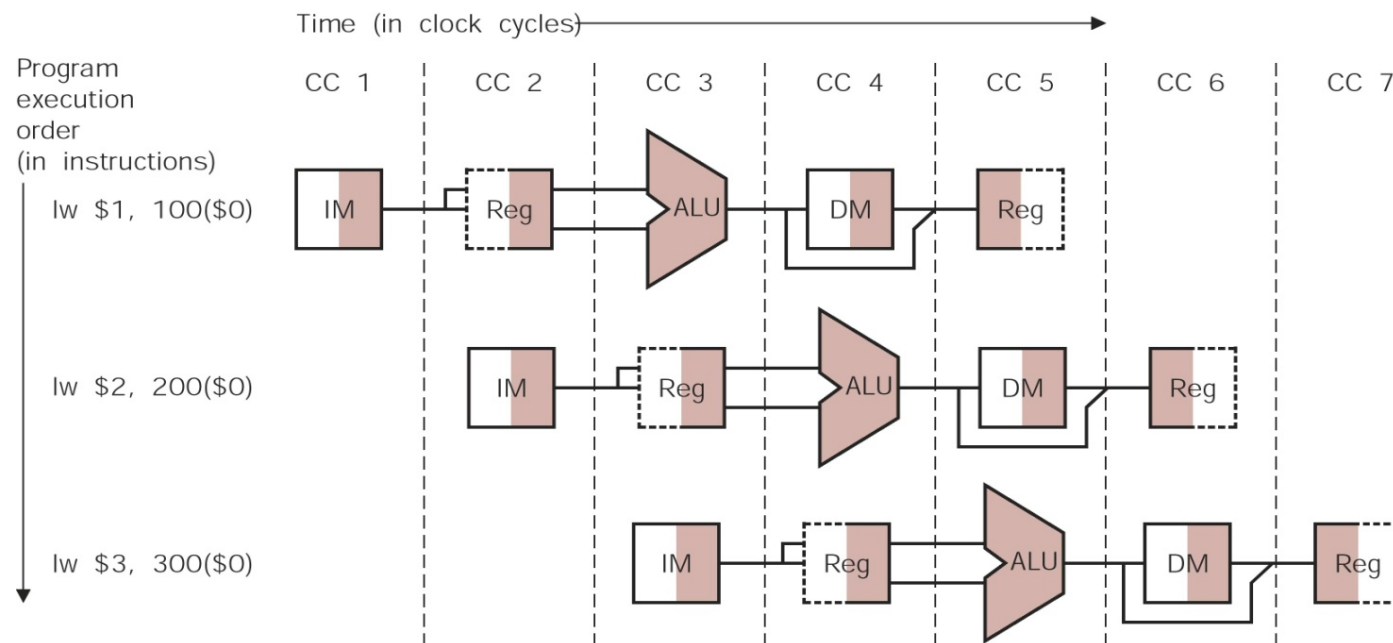 Time (in clock cycles)
Program
execution
order
(in instructions)
CC 1
CC 2
CC 3
CC 4
CC 5
CC 6
CC 7
lw $1, 100($0)
IM
Reg
ALU
DM
Reg
lw $2, 200($0)
IM
Reg
ALU
DM
Reg
lw $3, 300($0)
IM
Reg
ALU
DM
Reg